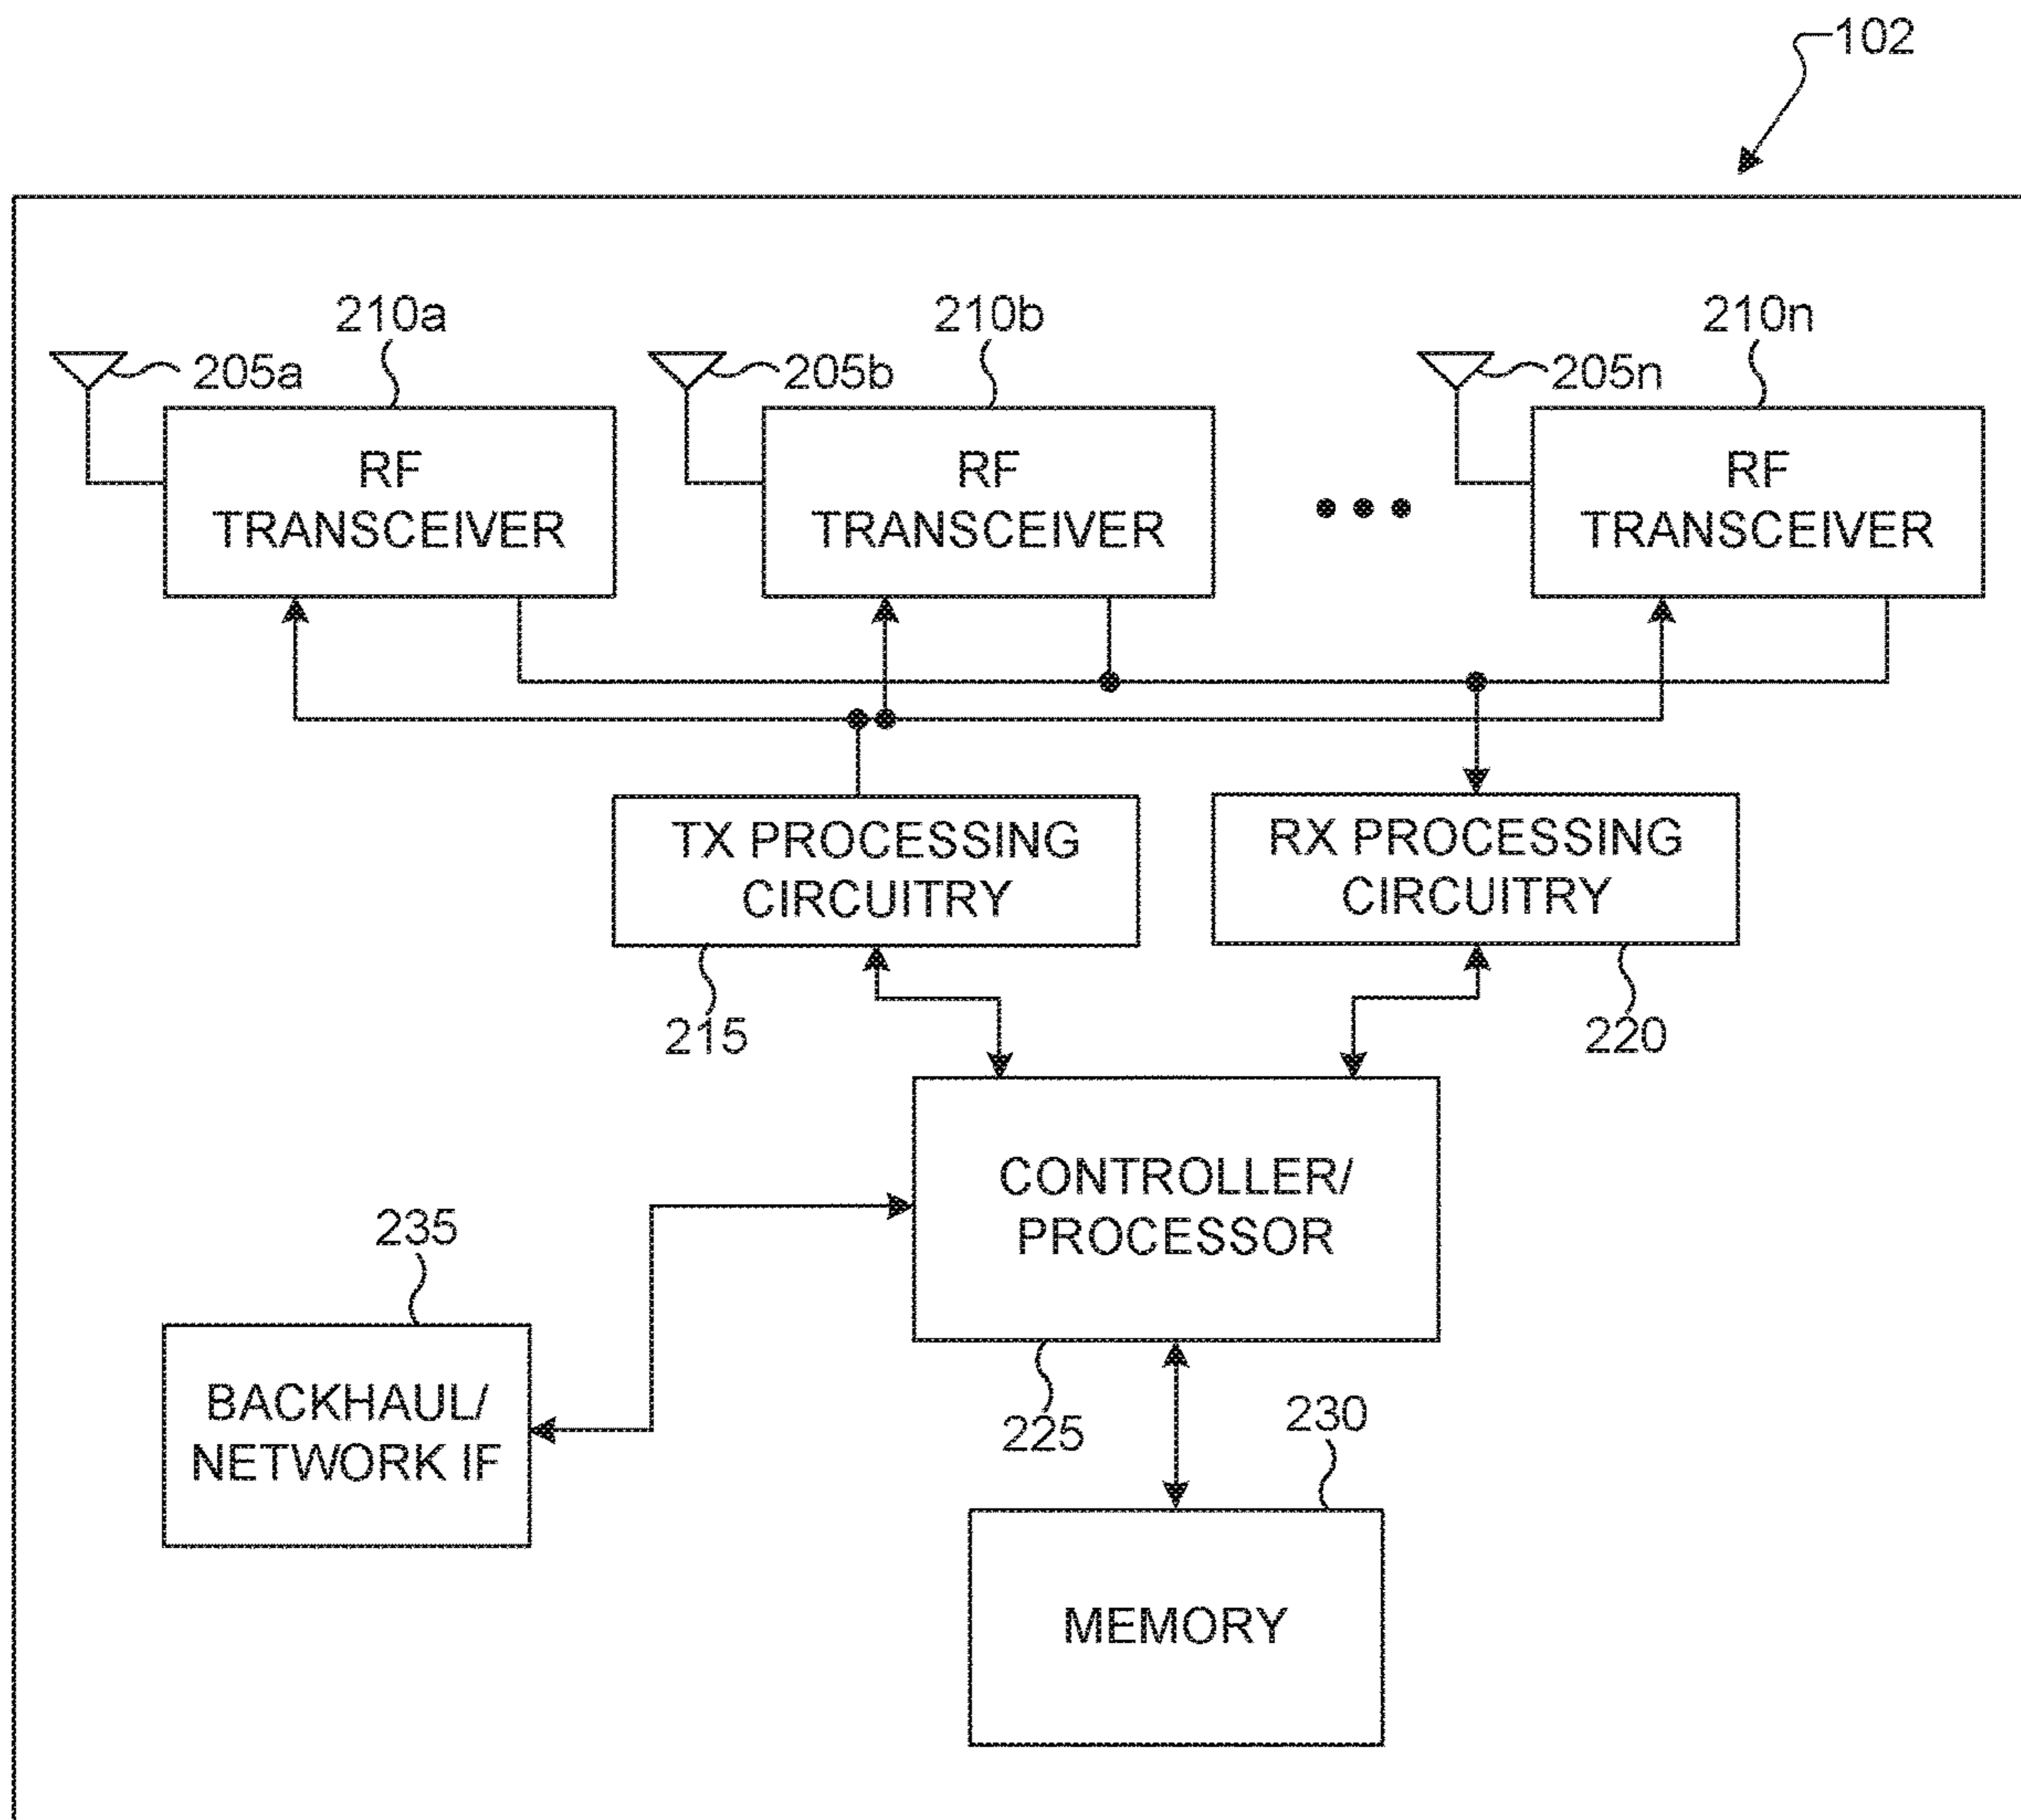 102
210a
210b
210n
205a
205b
205n
RF
TRANSCEIVER
RF
TRANSCEIVER
RF
TRANSCEIVER
TX PROCESSING
CIRCUITRY
RX PROCESSING
CIRCUITRY
215
220
CONTROLLER/
PROCESSOR
235
BACKHAUL/
NETWORK IF
225
230
MEMORY